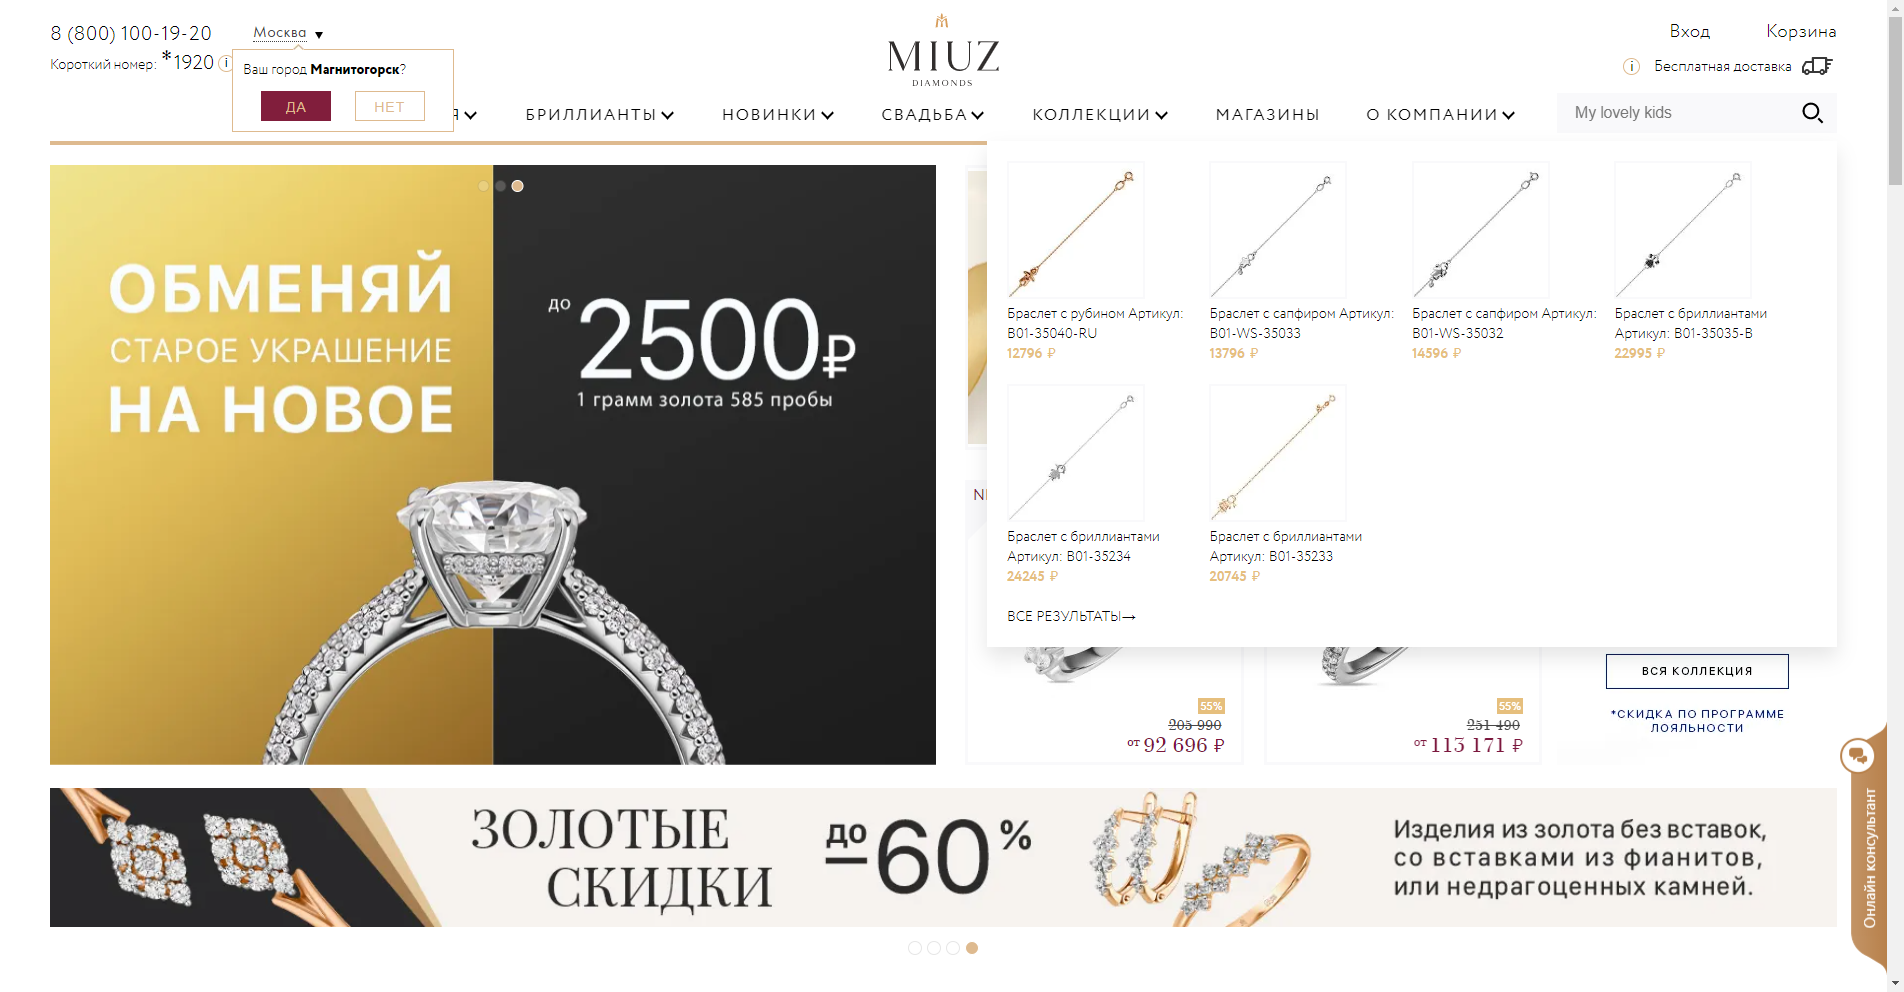 8 (800) 100-19-20
Москва ▼
Короткий номер: *1920 i
Ваш город Магнитогорск?
ДА НЕТ
MIUZ
DIAMONDS
Вход Корзина
i Бесплатная доставка
БРИЛЛИАНТЫ НОВИНКИ СВАДЬБА КОЛЛЕКЦИИ МАГАЗИНЫ О КОМПАНИИ
My lovely kids
ОБМЕНЯЙ
СТАРОЕ УКРАШЕНИЕ
НА НОВОЕ
до 2500₽
1 грамм золота 585 пробы
Браслет с рубином Артикул:
B01-35040-RU
12796 ₽
Браслет с сапфиром Артикул:
B01-WS-35033
13796 ₽
Браслет с сапфиром Артикул:
B01-WS-35032
14596 ₽
Браслет с бриллиантами
Артикул: B01-35035-B
22995 ₽
Браслет с бриллиантами
Артикул: B01-35234
24245 ₽
Браслет с бриллиантами
Артикул: B01-35233
20745 ₽
ВСЕ РЕЗУЛЬТАТЫ→
55%
205 990
от 92 696 ₽
55%
251 490
от 113 171 ₽
ВСЯ КОЛЛЕКЦИЯ
*СКИДКА ПО ПРОГРАММЕ
ЛОЯЛЬНОСТИ
Онлайн консультант
ЗОЛОТЫЕ
СКИДКИ
до –60%
Изделия из золота без вставок,
со вставками из фианитов,
или недрагоценных камней.